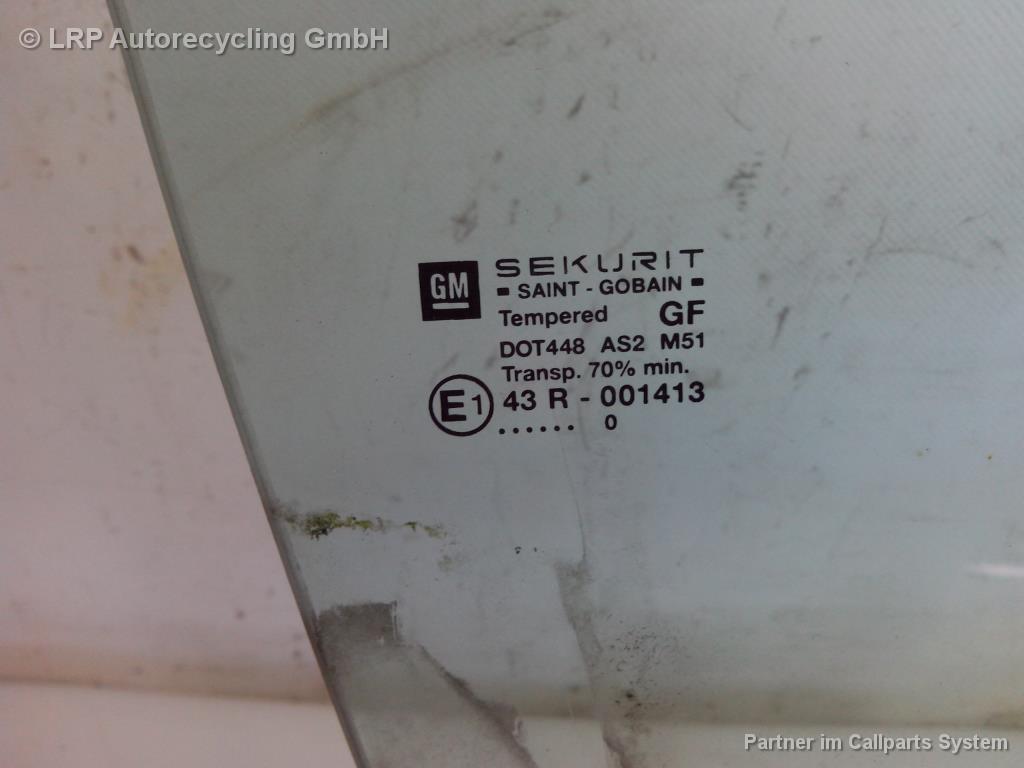 © LRP Autorecycling GmbH
GM
SEKURIT
SAINT - GOBAIN
Tempered GF
DOT448 AS2 M51
Transp. 70% min.
E1 43 R - 001413
...... 0
Partner im Callparts System